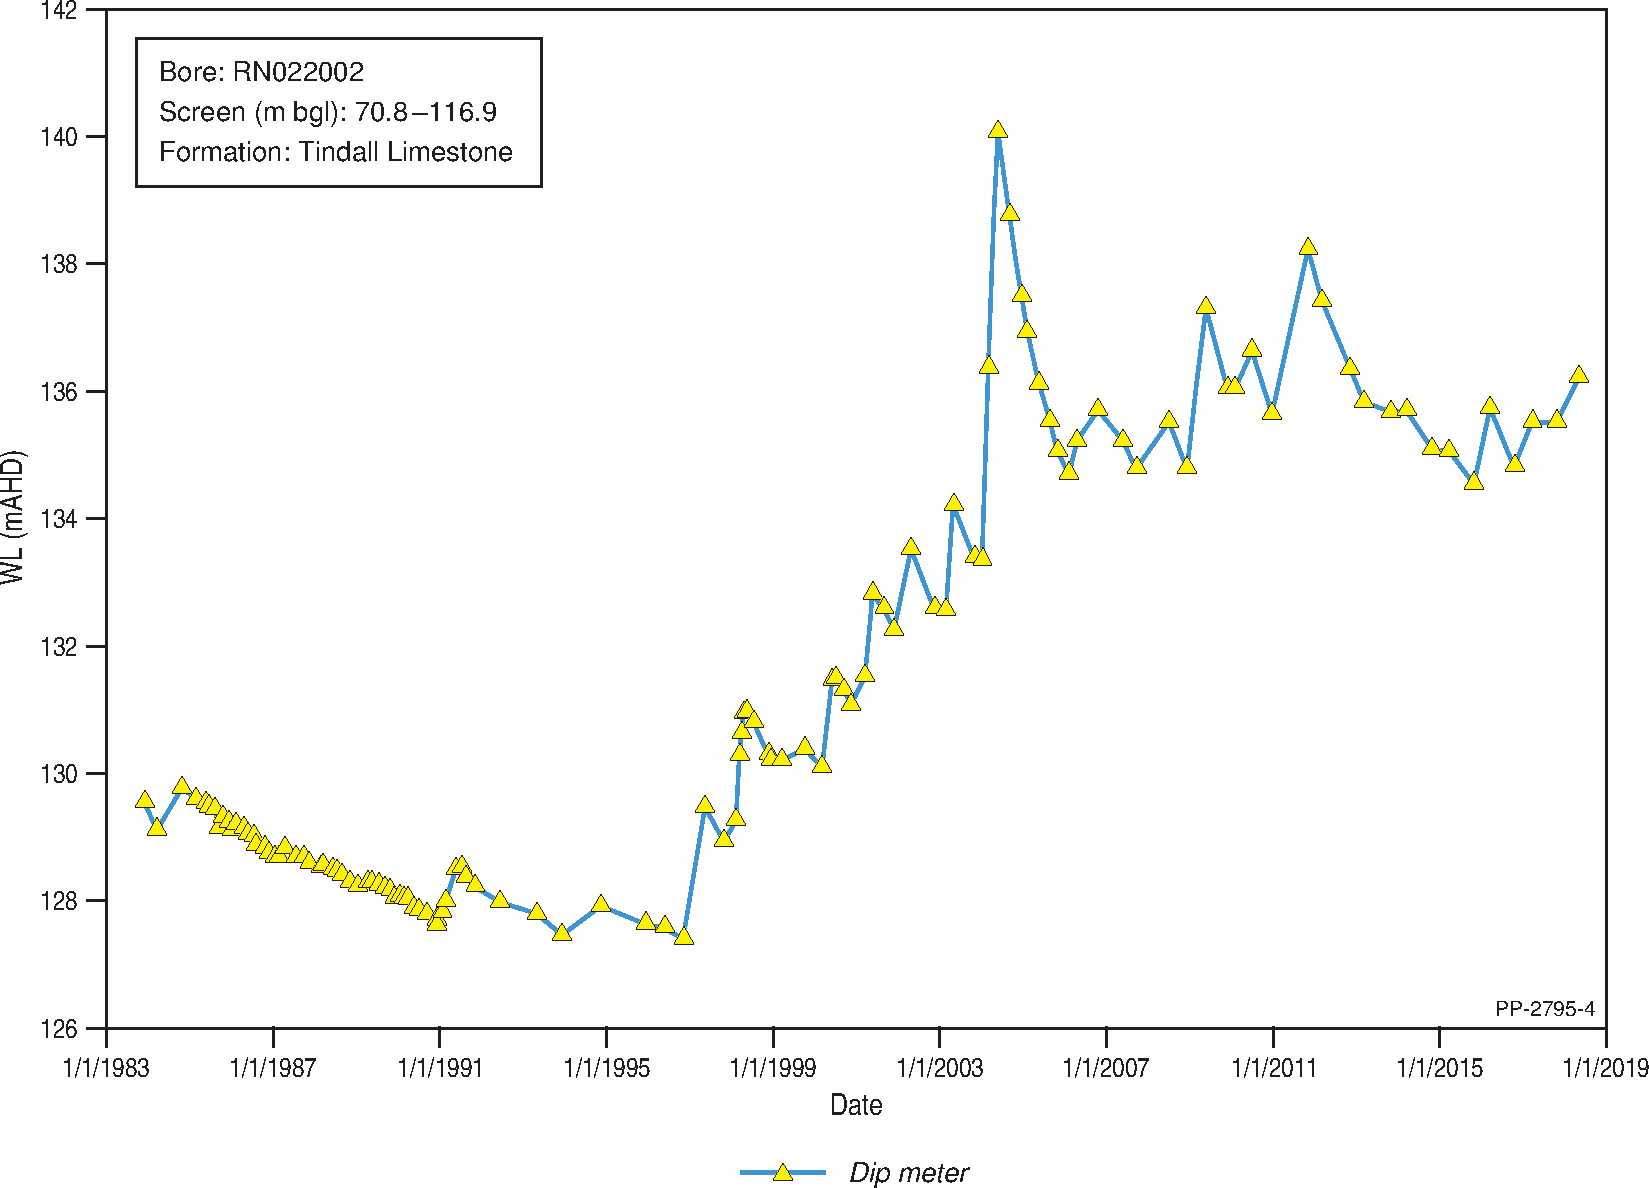 142
140
138
136
134
132
130
128
126
WL (mAHD)
Bore: RN022002
Screen (m bgl): 70.8–116.9
Formation: Tindall Limestone
PP-2795-4
1/1/1983
1/1/1987
1/1/1991
1/1/1995
1/1/1999
1/1/2003
1/1/2007
1/1/2011
1/1/2015
1/1/2019
Date
Dip meter